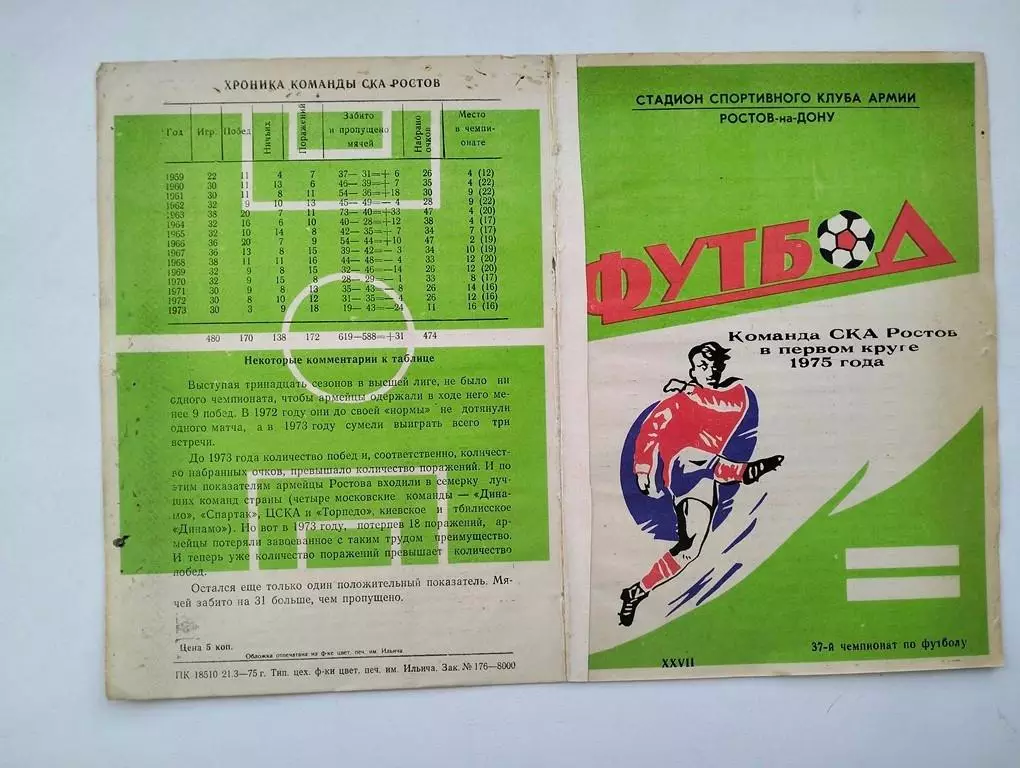 ХРОНИКА КОМАНДЫ СКА РОСТОВ
Год Игр. Побед Ничьих Поражений Забито и пропущено мячей Набрано очков Место в чемпионате
1959 22 11 4 7 37— 31=+ 6 26 4 (12)
1960 30 11 13 6 46— 39=+ 7 35 4 (22)
1961 30 11 8 11 54— 36=+18 30 9 (22)
1962 32 9 10 13 45— 49=— 4 28 9 (22)
1963 38 20 7 11 73— 40=+33 47 4 (20)
1964 32 16 6 10 40— 28=+12 38 4 (17)
1965 32 10 14 8 42— 35=+ 7 34 7 (17)
1966 36 20 7 9 54— 44=+10 47 2 (19)
1967 36 13 8 15 39— 42=— 3 34 10 (19)
1968 38 11 11 16 44— 48=— 4 33 12 (20)
1969 32 9 8 15 32— 46=—14 26 12 (20)
1970 32 9 15 8 28— 29=— 1 33 8 (17)
1971 30 9 8 13 35— 43=— 8 26 14 (16)
1972 30 8 10 12 31— 35=— 4 26 12 (16)
1973 30 3 9 18 19— 43=—24 11 16 (16)
480 170 138 172 619—588=+31 474
Некоторые комментарии к таблице
Выступая тринадцать сезонов в высшей лиге, не было ни
одного чемпионата, чтобы армейцы одержали в ходе него ме-
нее 9 побед. В 1972 году они до своей «нормы» не дотянули
одного матча, а в 1973 году сумели выиграть всего три
встречи.
До 1973 года количество побед и, соответственно, количест-
во набранных очков, превышало количество поражений. И по
этим показателям армейцы Ростова входили в семерку луч-
ших команд страны (четыре московские команды — «Дина-
мо», «Спартак», ЦСКА и «Торпедо», киевское и тбилисское
«Динамо»). Но вот в 1973 году, потерпев 18 поражений, ар-
мейцы потеряли завоеванное с таким трудом преимущество.
И теперь уже количество поражений превышает количество
побед.
Остался еще только один положительный показатель. Мя-
чей забито на 31 больше, чем пропущено.
Цена 5 коп.
Обложка отпечатана на ф-ке цвет. печ. им. Ильича.
ПК 18510 21.3—75 г. Тип. цех. ф-ки цвет. печ. им. Ильича. Зак. № 176—8000
СТАДИОН СПОРТИВНОГО КЛУБА АРМИИ
РОСТОВ-на-ДОНУ
ФУТБОЛ
Команда СКА Ростов
в первом круге
1975 года
37-й чемпионат по футболу
XXVII